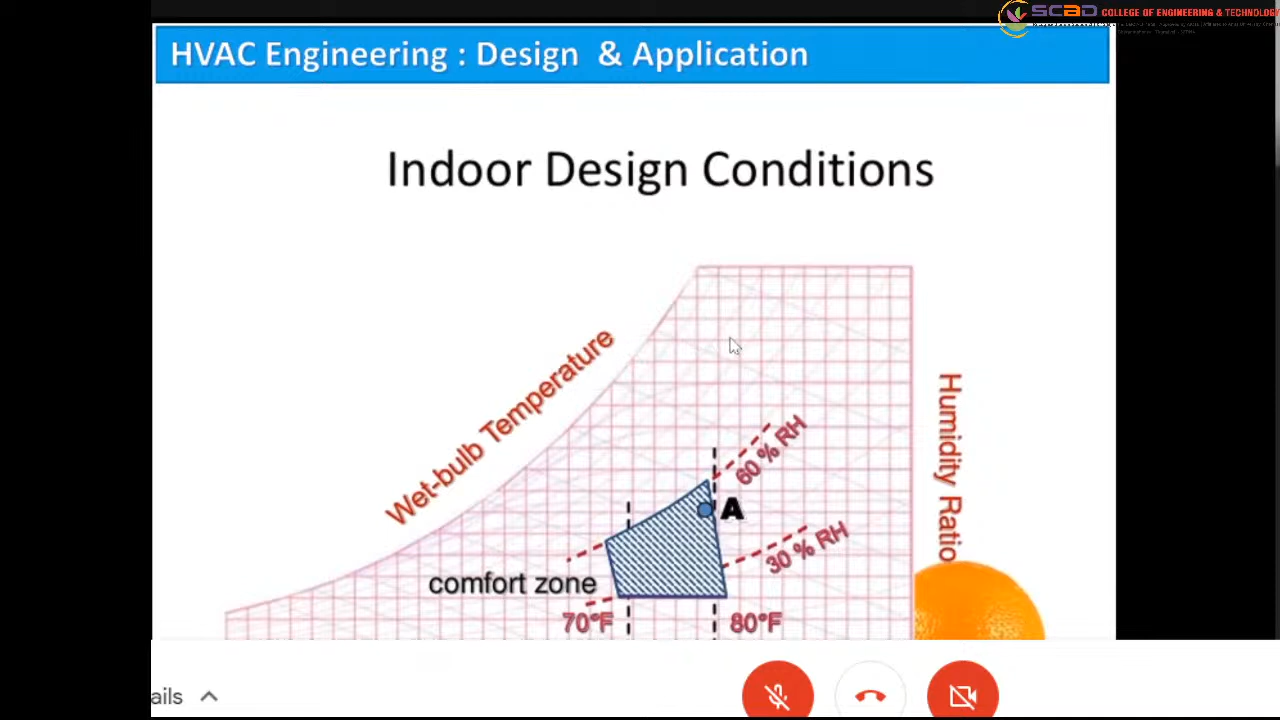 SCAD COLLEGE OF ENGINEERING & TECHNOLOGY
HVAC Engineering : Design & Application
Indoor Design Conditions
Wet-bulb Temperature
Humidity Ratio
60 % RH
A
30 % RH
comfort zone
70°F
80°F
ails